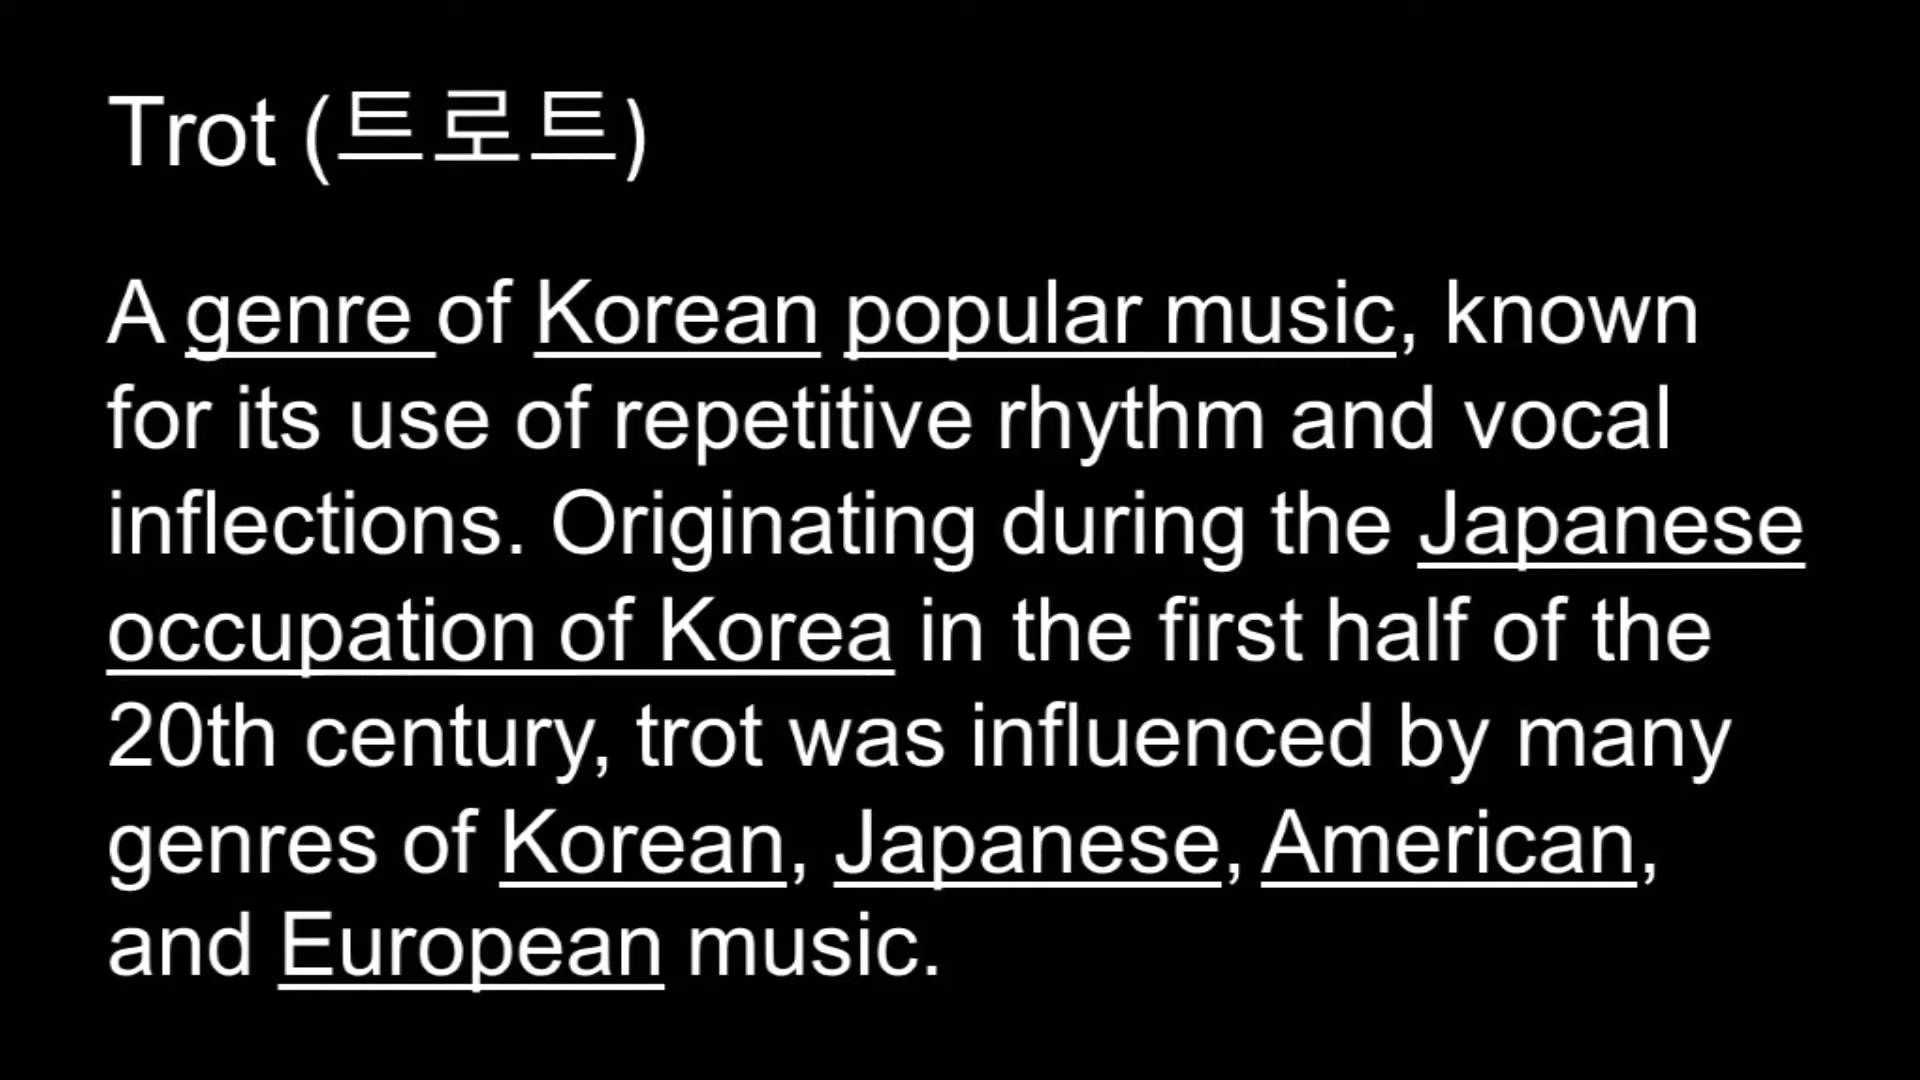 Trot (트로트)
A genre of Korean popular music, known
for its use of repetitive rhythm and vocal
inflections. Originating during the Japanese
occupation of Korea in the first half of the
20th century, trot was influenced by many
genres of Korean, Japanese, American,
and European music.